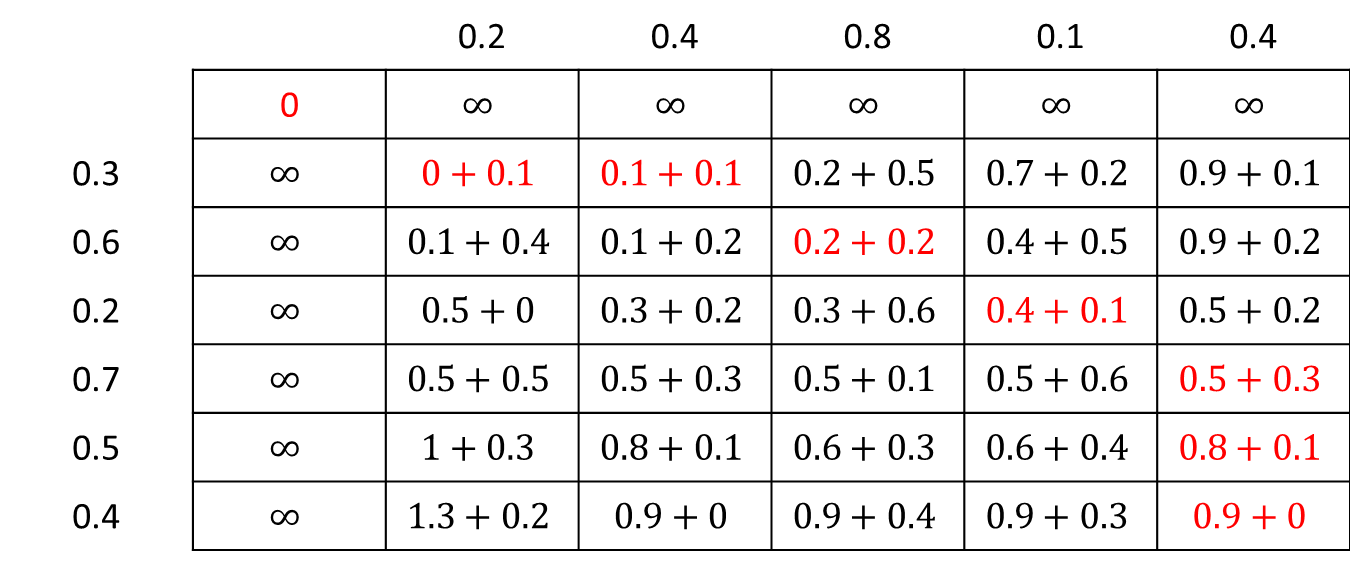 0.2 0.4 0.8 0.1 0.4
0 ∞ ∞ ∞ ∞ ∞
0.3 ∞ 0 + 0.1 0.1 + 0.1 0.2 + 0.5 0.7 + 0.2 0.9 + 0.1
0.6 ∞ 0.1 + 0.4 0.1 + 0.2 0.2 + 0.2 0.4 + 0.5 0.9 + 0.2
0.2 ∞ 0.5 + 0 0.3 + 0.2 0.3 + 0.6 0.4 + 0.1 0.5 + 0.2
0.7 ∞ 0.5 + 0.5 0.5 + 0.3 0.5 + 0.1 0.5 + 0.6 0.5 + 0.3
0.5 ∞ 1 + 0.3 0.8 + 0.1 0.6 + 0.3 0.6 + 0.4 0.8 + 0.1
0.4 ∞ 1.3 + 0.2 0.9 + 0 0.9 + 0.4 0.9 + 0.3 0.9 + 0